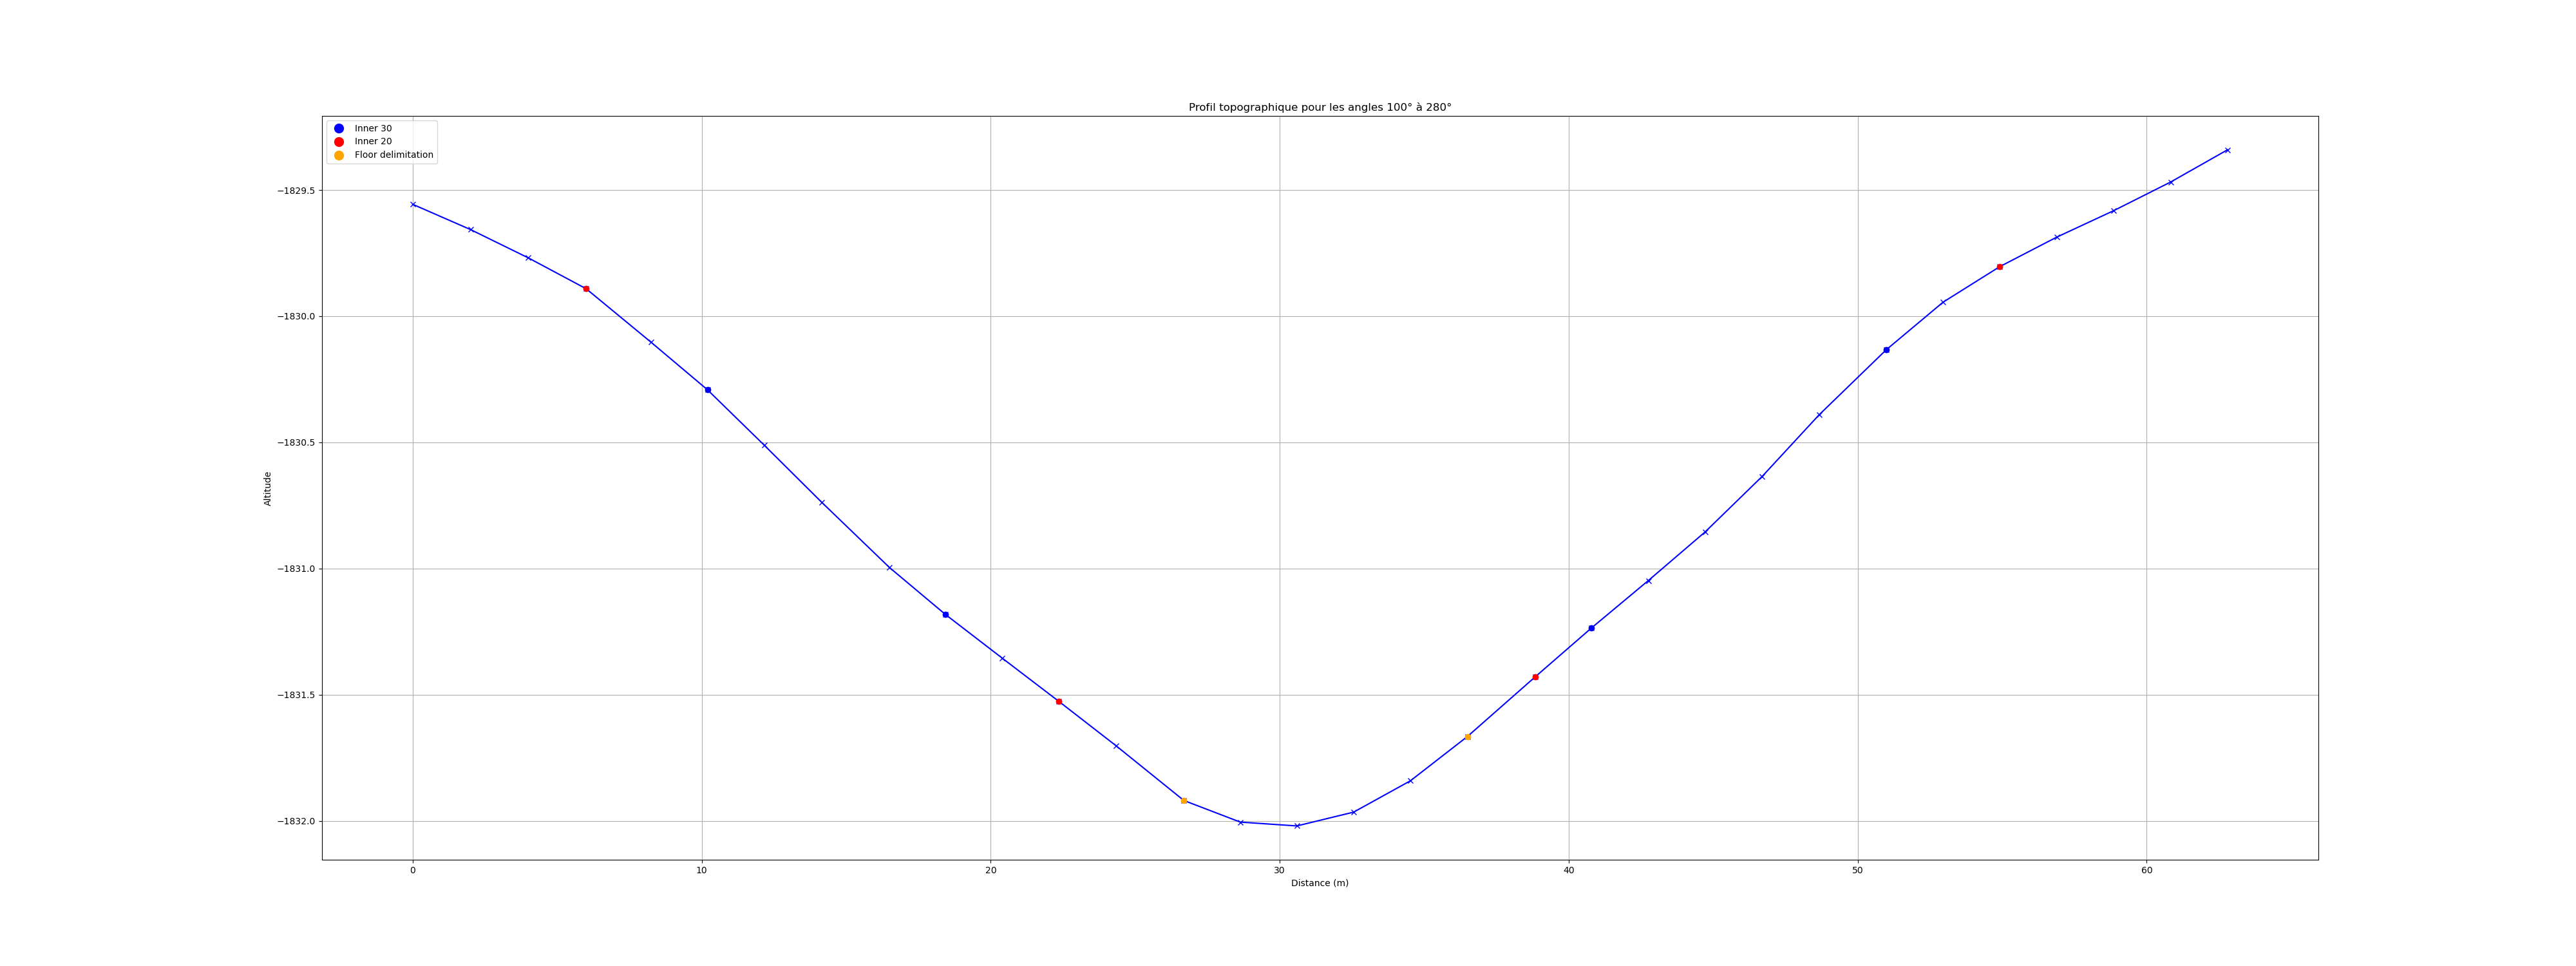 Profil topographique pour les angles 100° à 280°
Inner 30
Inner 20
Floor delimitation
−1829.5
−1830.0
−1830.5
−1831.0
−1831.5
−1832.0
Altitude
0 10 20 30 40 50 60
Distance (m)